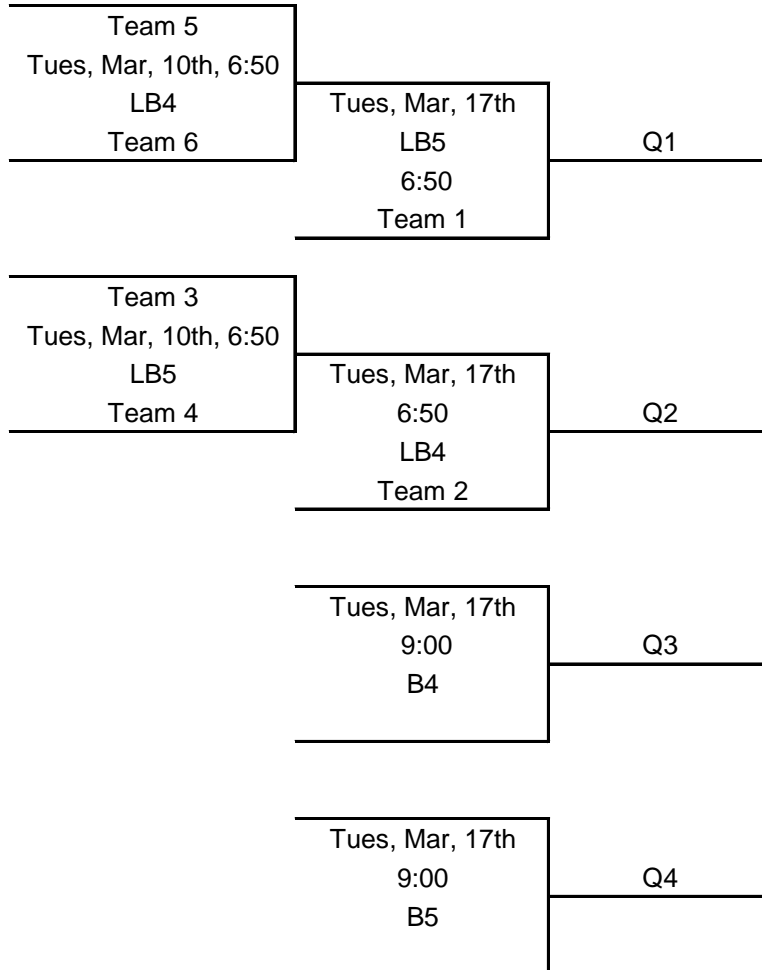 Team 5
Tues, Mar, 10th, 6:50
LB4
Team 6
Tues, Mar, 17th
LB5
6:50
Team 1
Q1
Team 3
Tues, Mar, 10th, 6:50
LB5
Team 4
Tues, Mar, 17th
6:50
LB4
Team 2
Q2
Tues, Mar, 17th
9:00
B4
Q3
Tues, Mar, 17th
9:00
B5
Q4